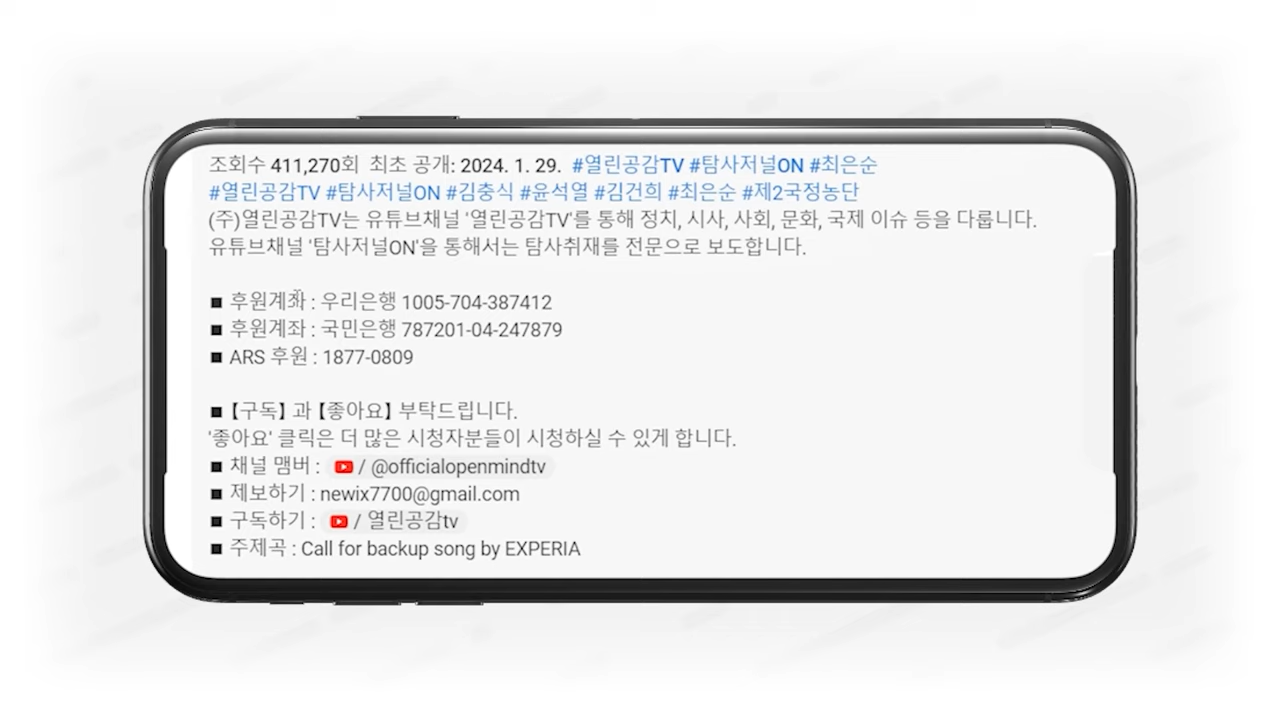 조회수 411,270회 최초 공개: 2024. 1. 29. #열린공감TV #탐사저널ON #최은순
#열린공감TV #탐사저널ON #김충식 #윤석열 #김건희 #최은순 #제2국정농단
(주)열린공감TV는 유튜브채널 '열린공감TV'를 통해 정치, 시사, 사회, 문화, 국제 이슈 등을 다룹니다.
유튜브채널 '탐사저널ON'을 통해서는 탐사취재를 전문으로 보도합니다.
■ 후원계좌 : 우리은행 1005-704-387412
■ 후원계좌 : 국민은행 787201-04-247879
■ ARS 후원 : 1877-0809
■【구독】과【좋아요】부탁드립니다.
'좋아요' 클릭은 더 많은 시청자분들이 시청하실 수 있게 합니다.
■ 채널 맴버 : / @officialopenmindtv
■ 제보하기 : newix7700@gmail.com
■ 구독하기 : / 열린공감tv
■ 주제곡 : Call for backup song by EXPERIA